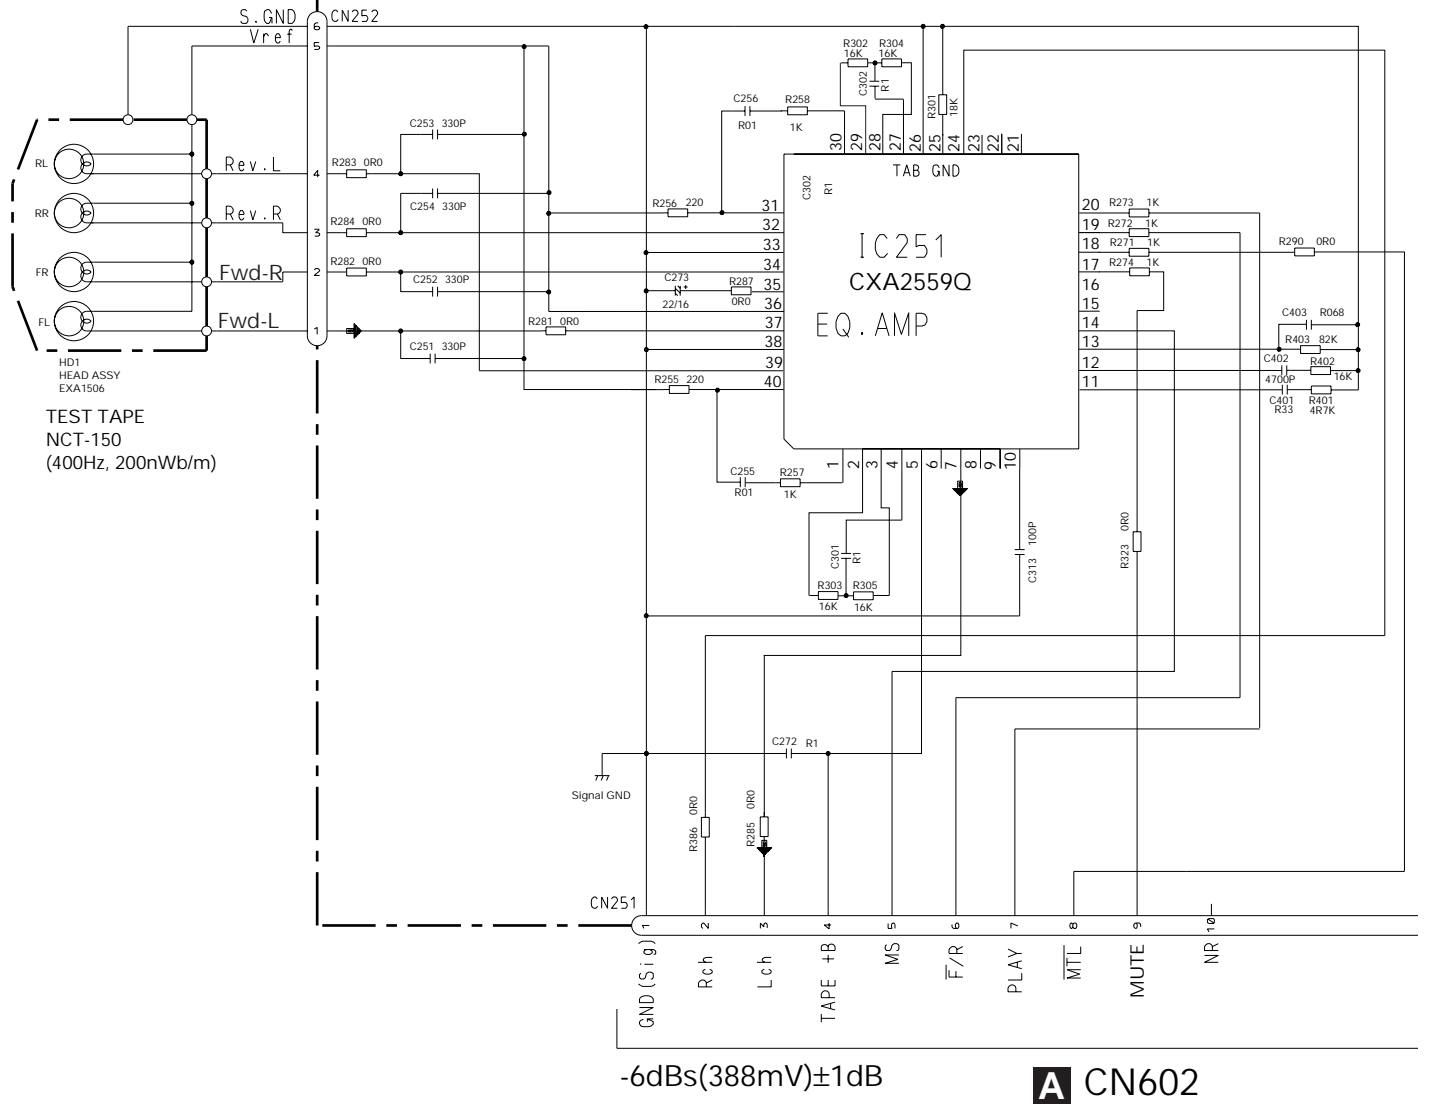 S.GND 6 CN252
Vref 5
R302 R304
16K 16K
C302 R1
R301 18K
C256 R258
R01 1K
C253 330P
30 29 28 27 26 25 24 23 22 21
TAB GND
RL Rev.L 4 R283 0R0
C302 R1
C254 330P
R256 220 31
20 R273 1K
RR Rev.R 3 R284 0R0
32
19 R272 1K
33
18 R271 1K R290 0R0
IC251
CXA2559Q
EQ.AMP
FR Fwd-R 2 R282 0R0
34
17 R274 1K
C252 330P
C273 + R287
22/16 0R0
35
16
36
15
FL Fwd-L 1
R281 0R0 37
14
C403 R068
38
13 R403 82K
C251 330P
39
12 C402 R402
4700P 16K
R255 220 40
11 C401 R401
R33 4R7K
HD1
HEAD ASSY
EXA1506
TEST TAPE
NCT-150
(400Hz, 200nWb/m)
1 2 3 4 5 6 7 8 9 10
C255 R257
R01 1K
C301 R1
R303 R305
16K 16K
C313 100P
R323 0R0
C272 R1
Signal GND
R386 0R0
R285 0R0
CN251
1 2 3 4 5 6 7 8 9 10
GND(Sig)
Rch
Lch
TAPE +B
MS
F̅/R
PLAY
M̅T̅L̅
MUTE
NR
-6dBs(388mV)±1dB
A CN602